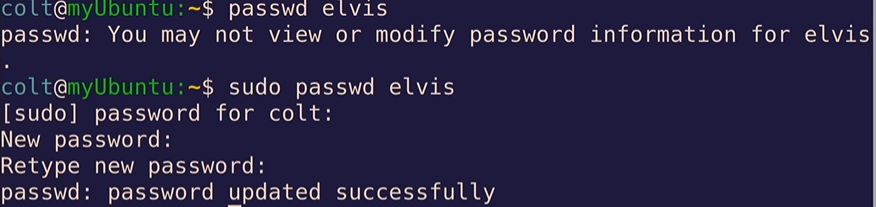 colt@myUbuntu:~$ passwd elvis
passwd: You may not view or modify password information for elvis
.
colt@myUbuntu:~$ sudo passwd elvis
[sudo] password for colt:
New password:
Retype new password:
passwd: password updated successfully